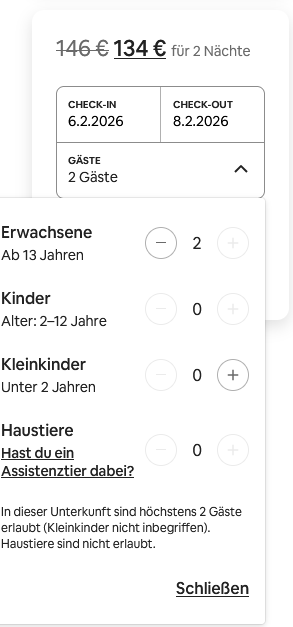 146 € 134 € für 2 Nächte
CHECK-IN
6.2.2026
CHECK-OUT
8.2.2026
GÄSTE
2 Gäste
Erwachsene
Ab 13 Jahren
2
Kinder
Alter: 2–12 Jahre
0
Kleinkinder
Unter 2 Jahren
0
Haustiere
Hast du ein
Assistenztier dabei?
0
In dieser Unterkunft sind höchstens 2 Gäste
erlaubt (Kleinkinder nicht inbegriffen).
Haustiere sind nicht erlaubt.
Schließen